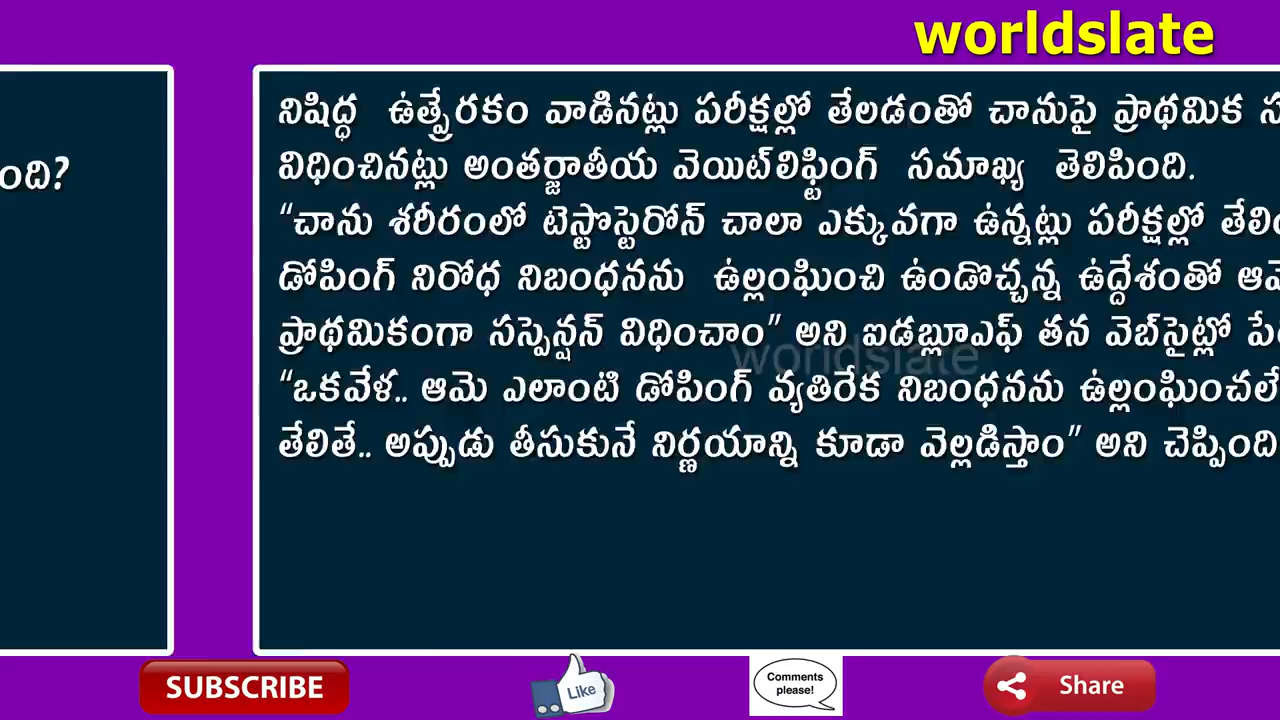 worldslate
ంది?
నిషిద్ధ ఉత్ప్రేరకం వాడినట్లు పరీక్షల్లో తేలడంతో చానుపై ప్రాథమిక
విధించినట్లు అంతర్జాతీయ వెయిట్‌లిఫ్టింగ్ సమాఖ్య తెలిపింది.
“చాను శరీరంలో టెస్టోస్టెరోన్ చాలా ఎక్కువగా ఉన్నట్లు పరీక్షల్లో
డోపింగ్ నిరోధ నిబంధనను ఉల్లంఘించి ఉండొచ్చన్న ఉద్దేశంతో
ప్రాథమికంగా సస్పెన్షన్ విధించాం” అని ఐడబ్లూఎఫ్ తన వెబ్‌సైట్లో
worldslate
“ఒకవేళ.. ఆమె ఎలాంటి డోపింగ్ వ్యతిరేక నిబంధనను ఉల్లంఘించలే
తేలితే.. అప్పుడు తీసుకునే నిర్ణయాన్ని కూడా వెల్లడిస్తాం” అని చెప్పింది
SUBSCRIBE
Like
Comments
please!
Share